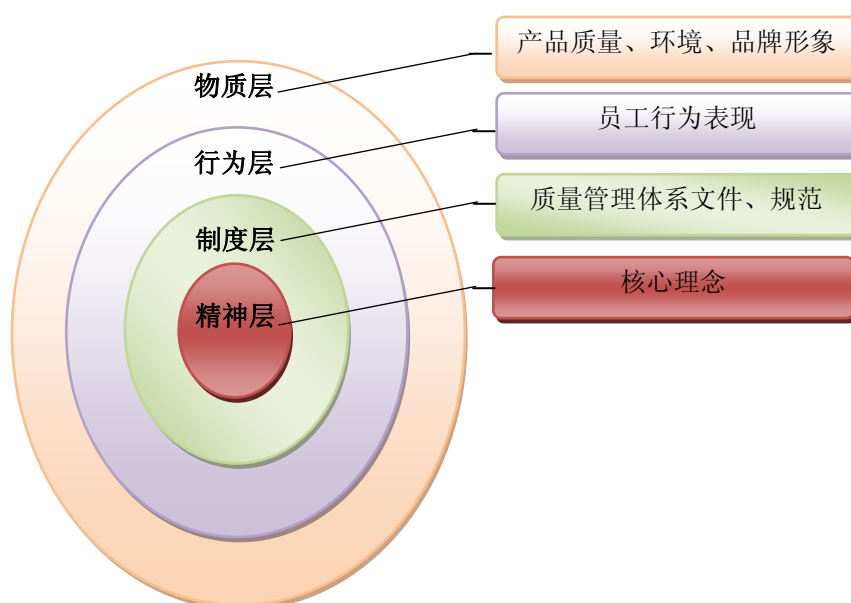 产品质量、环境、品牌形象
物质层
员工行为表现
行为层
质量管理体系文件、规范
制度层
核心理念
精神层